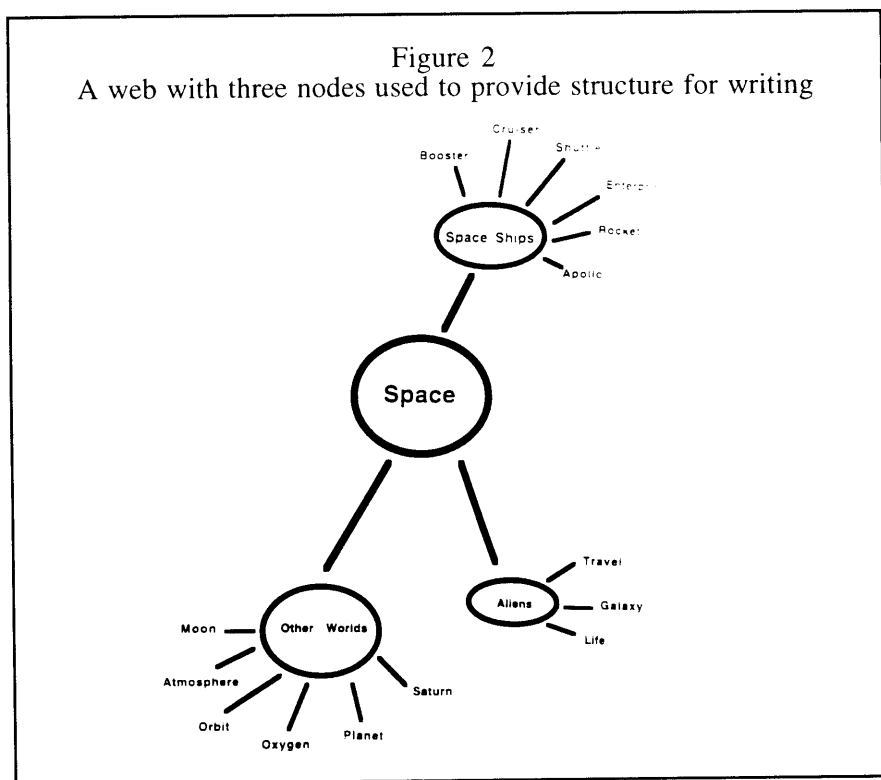 Figure 2
A web with three nodes used to provide structure for writing
Cruiser
Shuttle
Booster
Space Ships
Rocket
Space
Travel
Aliens
Galaxy
Life
Moon
Other Worlds
Atmosphere
Saturn
Orbit
Oxygen
Planet